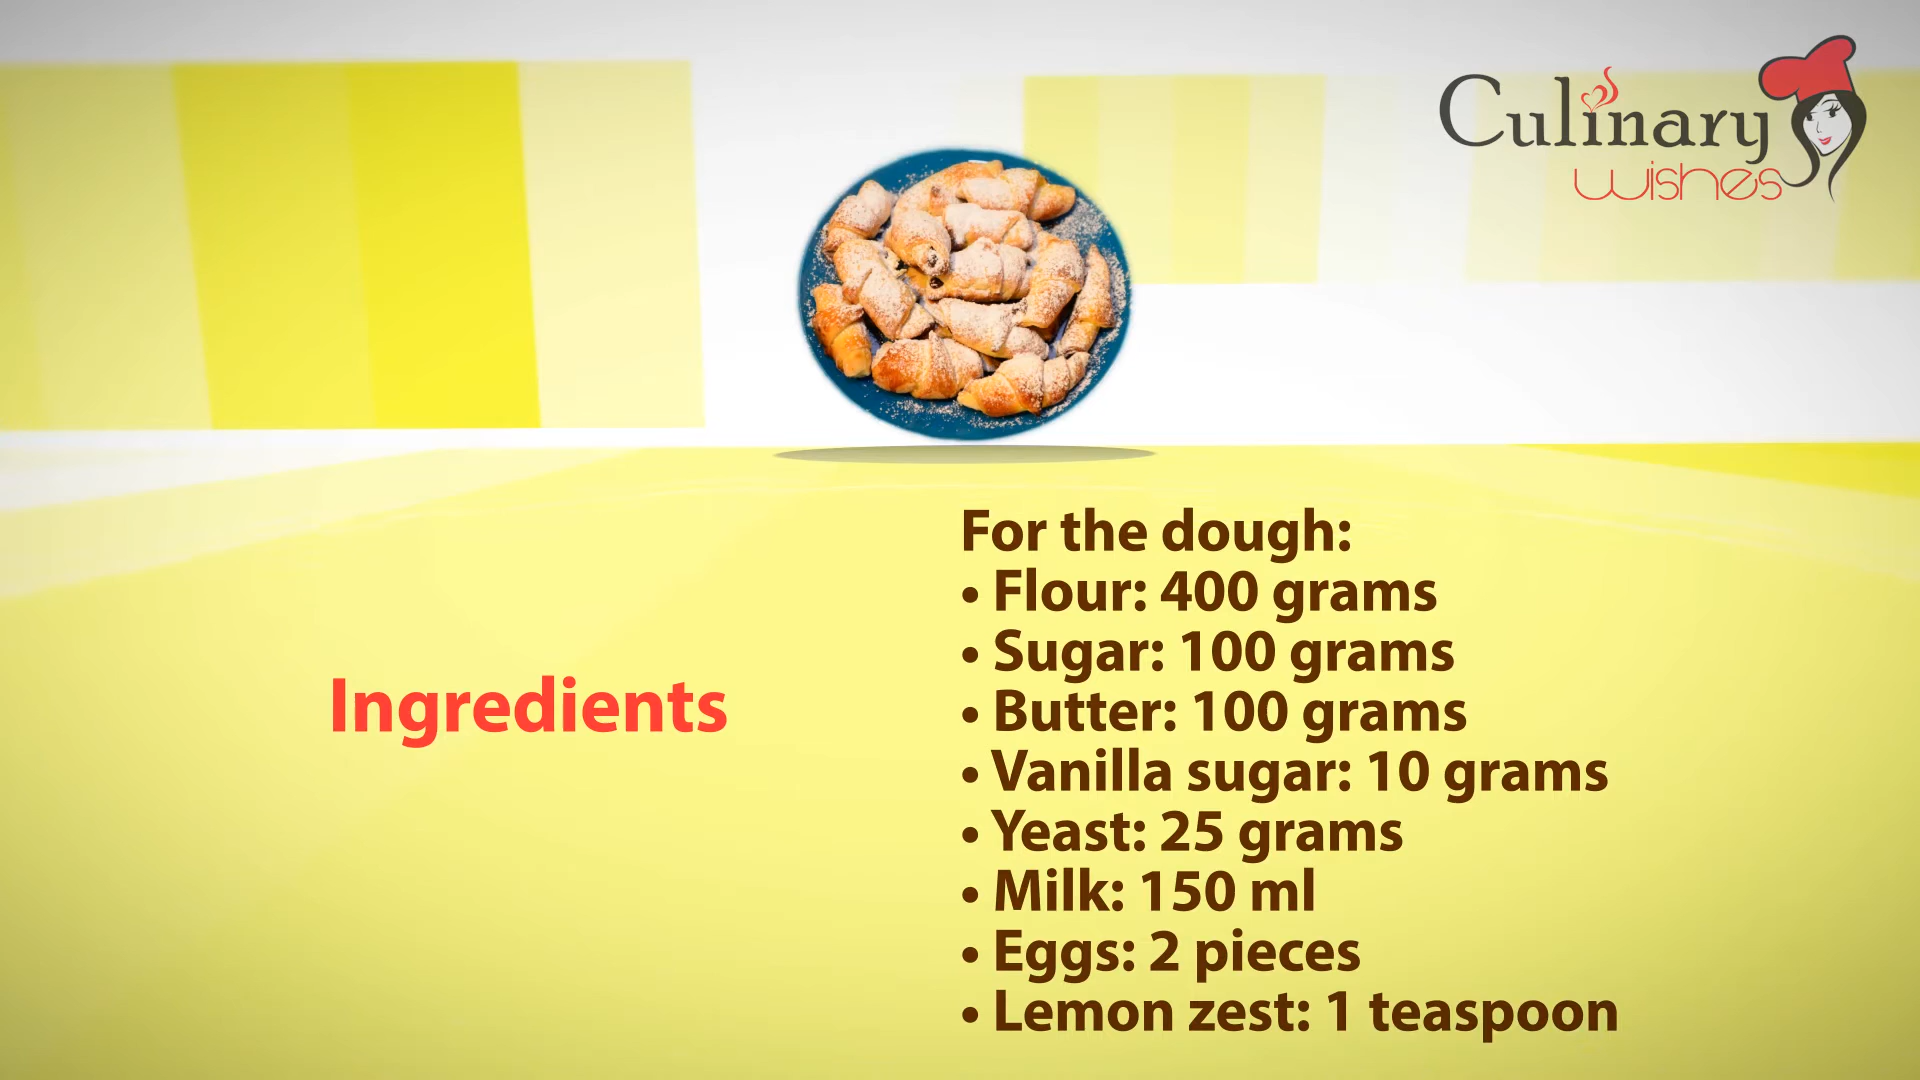 Culinary
wishes
Ingredients
For the dough:
• Flour: 400 grams
• Sugar: 100 grams
• Butter: 100 grams
• Vanilla sugar: 10 grams
• Yeast: 25 grams
• Milk: 150 ml
• Eggs: 2 pieces
• Lemon zest: 1 teaspoon